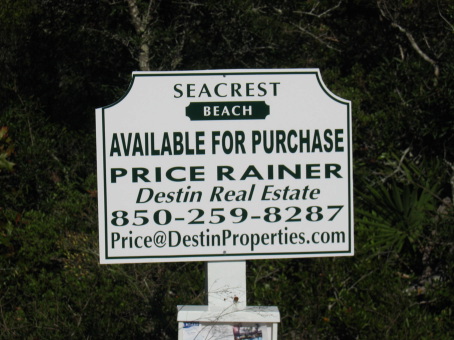 SEACREST
BEACH
AVAILABLE FOR PURCHASE
PRICE RAINER
Destin Real Estate
850-259-8287
Price@DestinProperties.com